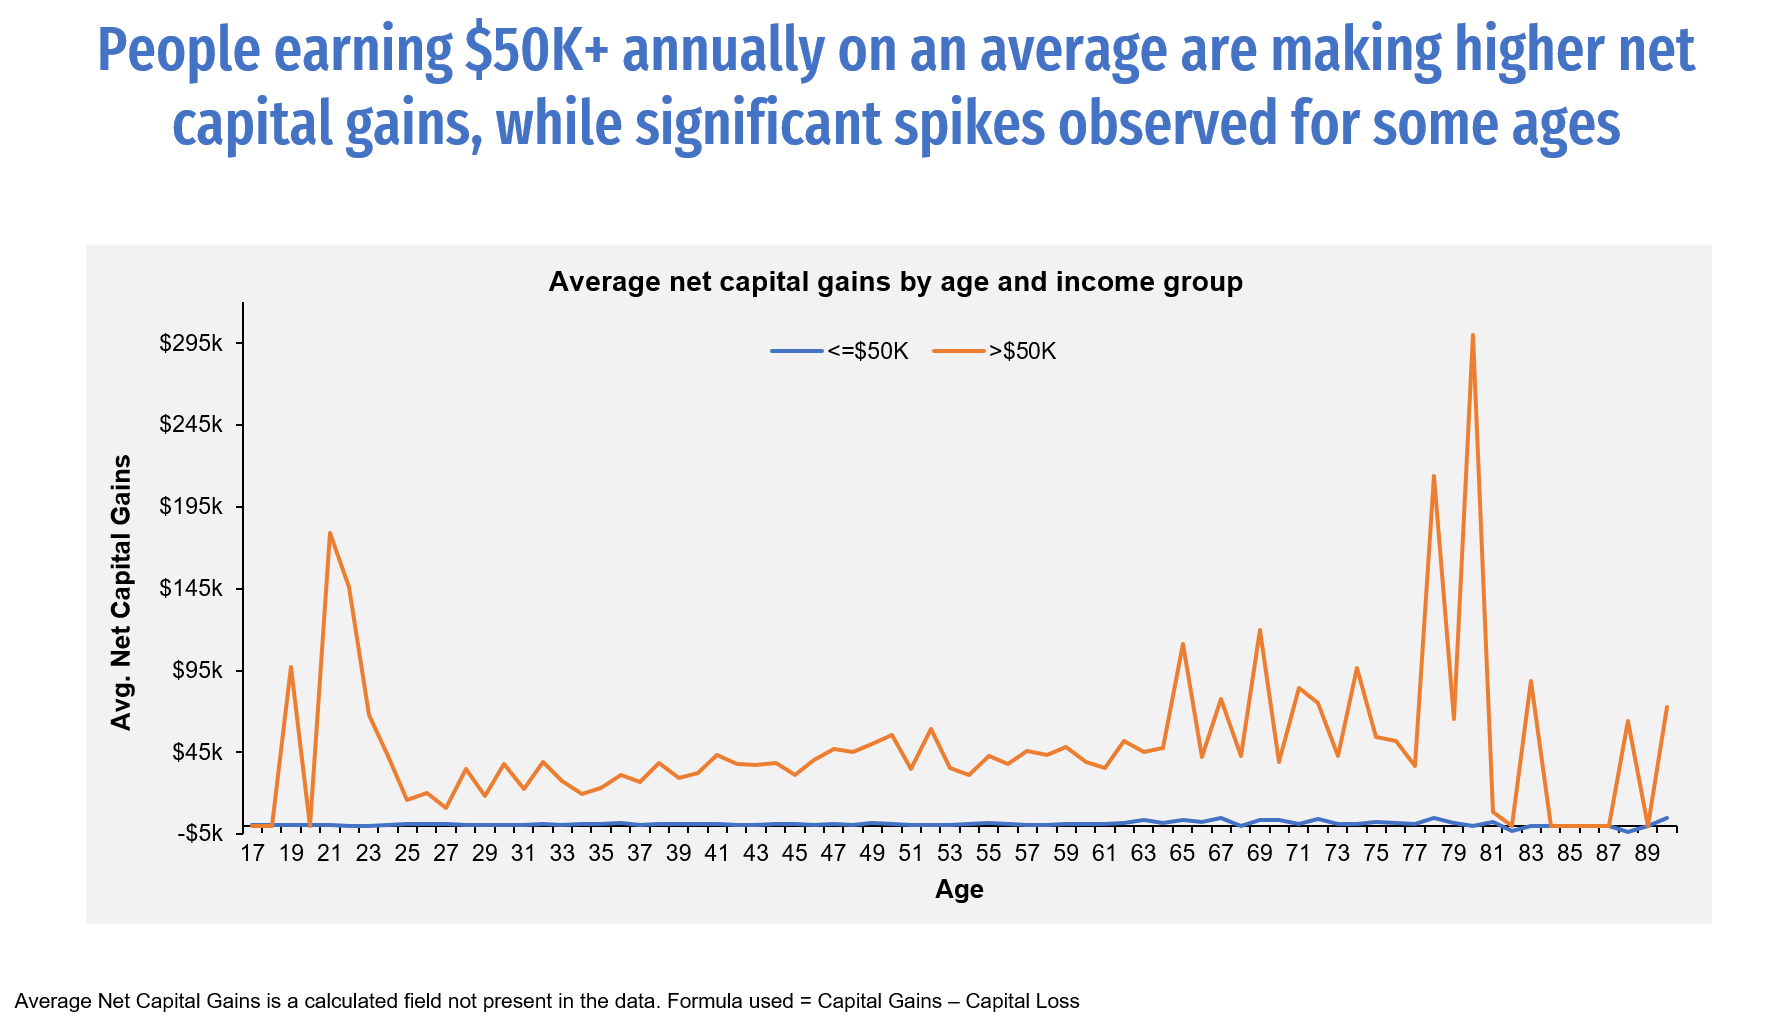 People earning $50K+ annually on an average are making higher net
capital gains, while significant spikes observed for some ages
Average net capital gains by age and income group
<=$50K >$50K
Avg. Net Capital Gains
$295k
$245k
$195k
$145k
$95k
$45k
-$5k
17 19 21 23 25 27 29 31 33 35 37 39 41 43 45 47 49 51 53 55 57 59 61 63 65 67 69 71 73 75 77 79 81 83 85 87 89
Age
Average Net Capital Gains is a calculated field not present in the data. Formula used = Capital Gains – Capital Loss